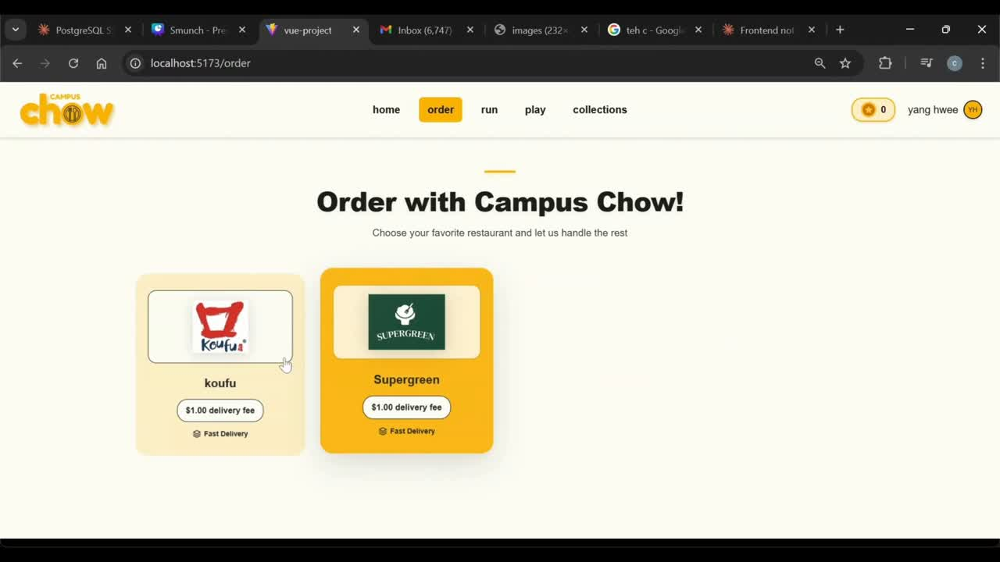 PostgreSQL S
Smunch - Pre
vue-project
Inbox (6,747)
images (232×
teh c - Google
Frontend not
localhost:5173/order
c
CAMPUS
chow
home
order
run
play
collections
0
yang hwee
YH
Order with Campus Chow!
Choose your favorite restaurant and let us handle the rest
Koufu
SUPERGREEN
koufu
Supergreen
$1.00 delivery fee
$1.00 delivery fee
Fast Delivery
Fast Delivery